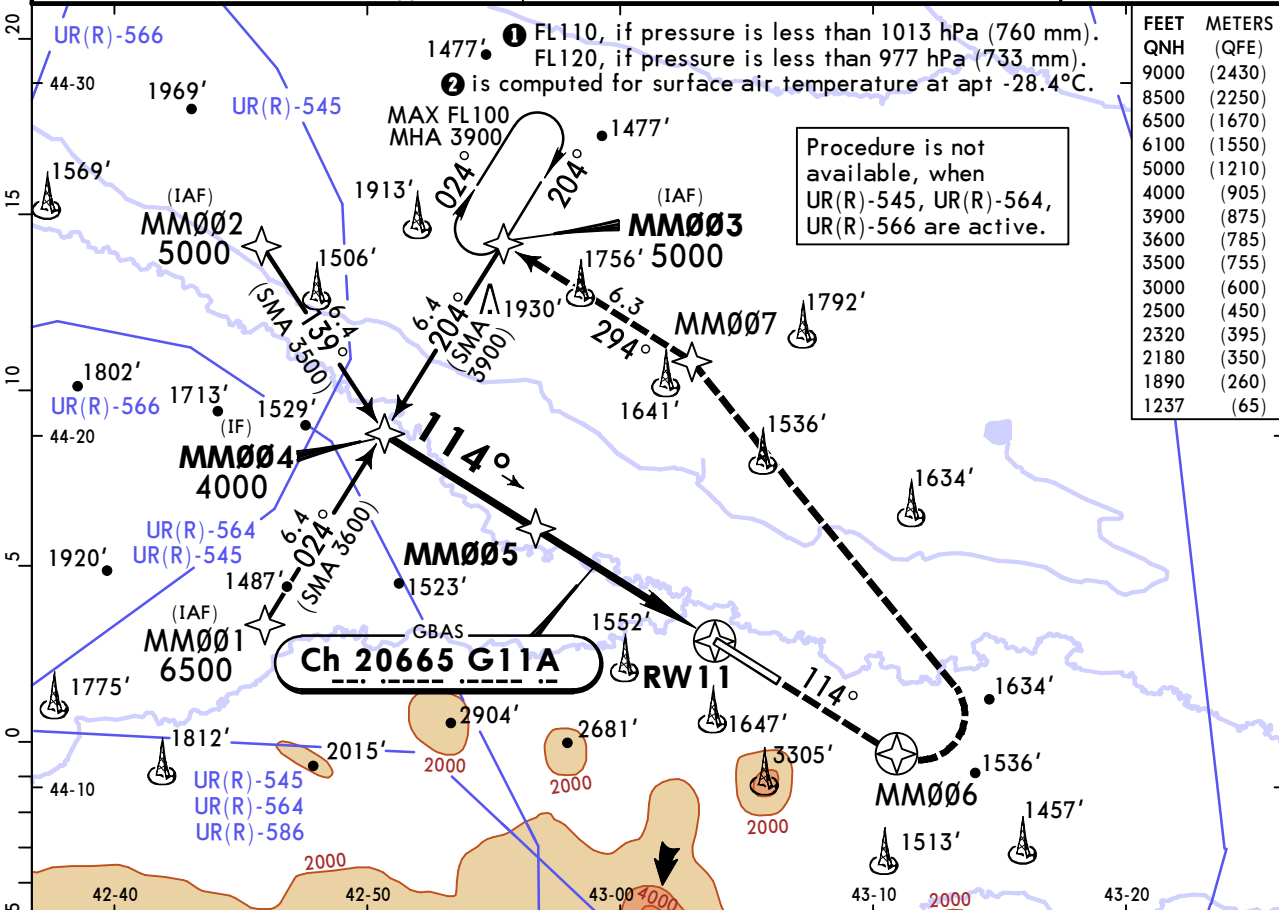 20
15
10
5
0
5
❶ FL110, if pressure is less than 1013 hPa (760 mm).
FL120, if pressure is less than 977 hPa (733 mm).
❷ is computed for surface air temperature at apt -28.4°C.
FEET METERS
QNH (QFE)
9000 (2430)
8500 (2250)
6500 (1670)
6100 (1550)
5000 (1210)
4000 (905)
3900 (875)
3600 (785)
3500 (755)
3000 (600)
2500 (450)
2320 (395)
2180 (350)
1890 (260)
1237 (65)
Procedure is not
available, when
UR(R)-545, UR(R)-564,
UR(R)-566 are active.
UR(R)-566
44-30
1969'
UR(R)-545
1477'
MAX FL100
MHA 3900
024°
204°
1477'
1569'
1913'
(IAF)
MMØØ2
5000
1506'
(IAF)
MMØØ3
5000
1756'
1930'
6.4
139°
(SMA 3500)
6.4
204°
(SMA
3900)
6.3
294°
MMØØ7
1792'
1641'
1802'
UR(R)-566
1713'
1529'
44-20
(IF)
MMØØ4
4000
114°
1536'
1634'
UR(R)-564
UR(R)-545
1920'
6.4
024°
(SMA 3600)
1487'
MMØØ5
1523'
(IAF)
MMØØ1
6500
GBAS
Ch 20665 G11A
1552'
RW11
114°
1634'
1775'
1812'
2015'
2904'
2000
2681'
2000
1647'
3305'
2000
MMØØ6
1536'
1457'
1513'
44-10
UR(R)-545
UR(R)-564
UR(R)-586
2000
4000
2000
42-40
42-50
43-00
43-10
43-20